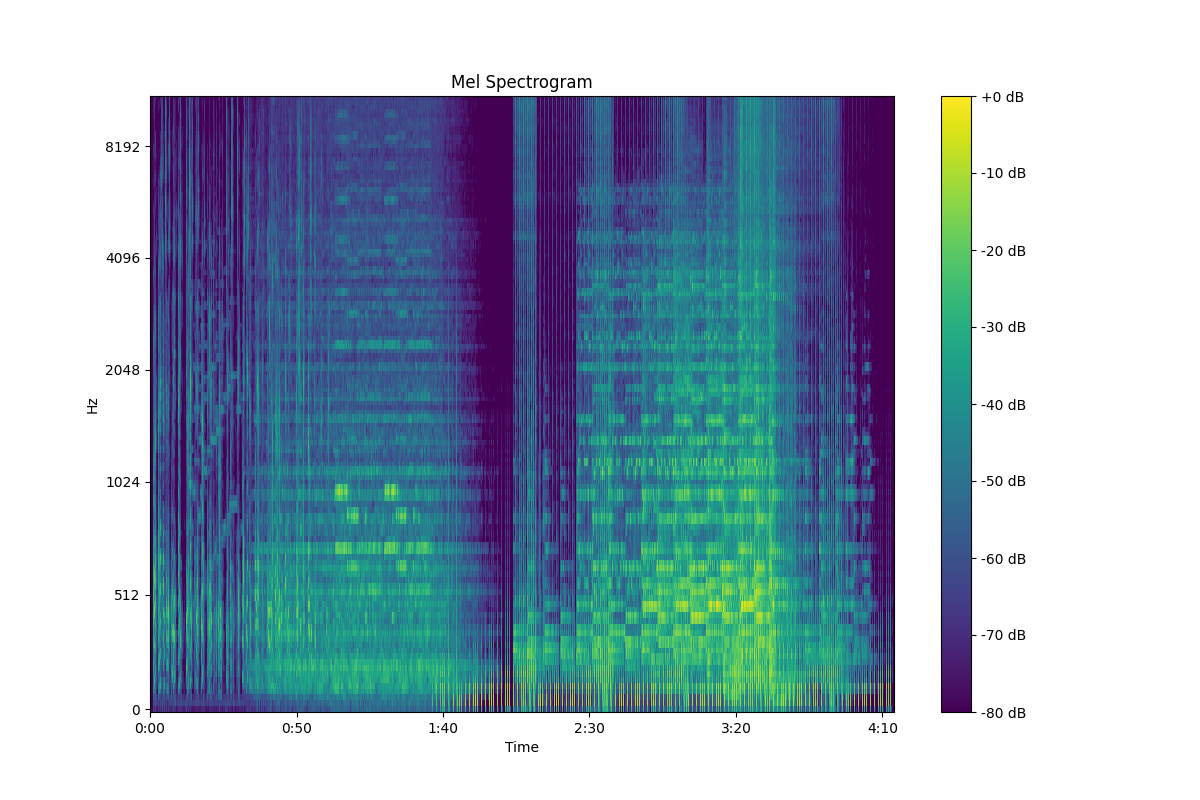 Mel Spectrogram
8192
4096
2048
1024
512
0
Hz
0:00
0:50
1:40
2:30
3:20
4:10
Time
+0 dB
-10 dB
-20 dB
-30 dB
-40 dB
-50 dB
-60 dB
-70 dB
-80 dB